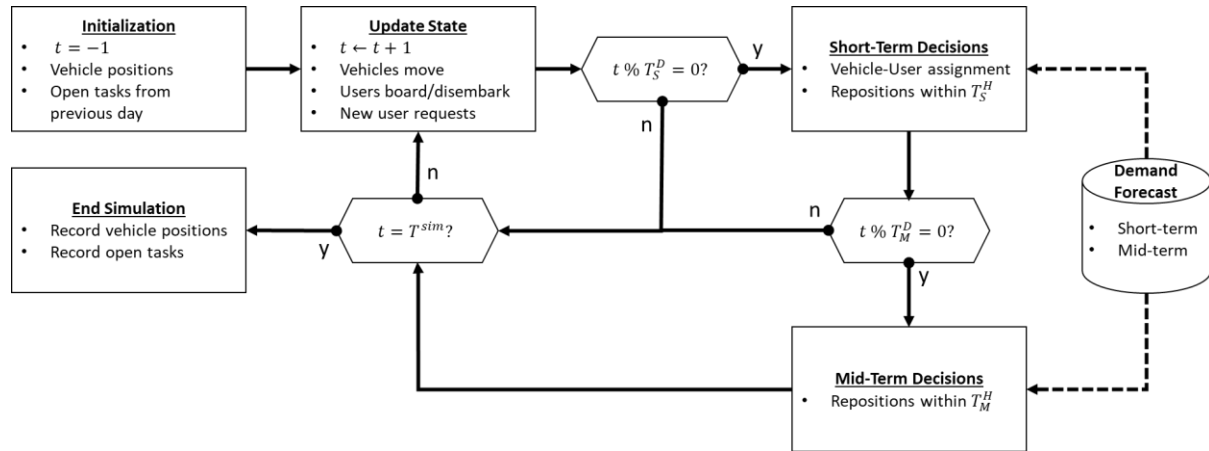 Initialization
• t = −1
• Vehicle positions
• Open tasks from
previous day
Update State
• t ← t + 1
• Vehicles move
• Users board/disembark
• New user requests
t % T_S^D = 0?
y
n
Short-Term Decisions
• Vehicle-User assignment
• Repositions within T_S^H
Demand
Forecast
• Short-term
• Mid-term
End Simulation
• Record vehicle positions
• Record open tasks
n
t = T^sim?
y
n
t % T_M^D = 0?
y
Mid-Term Decisions
• Repositions within T_M^H